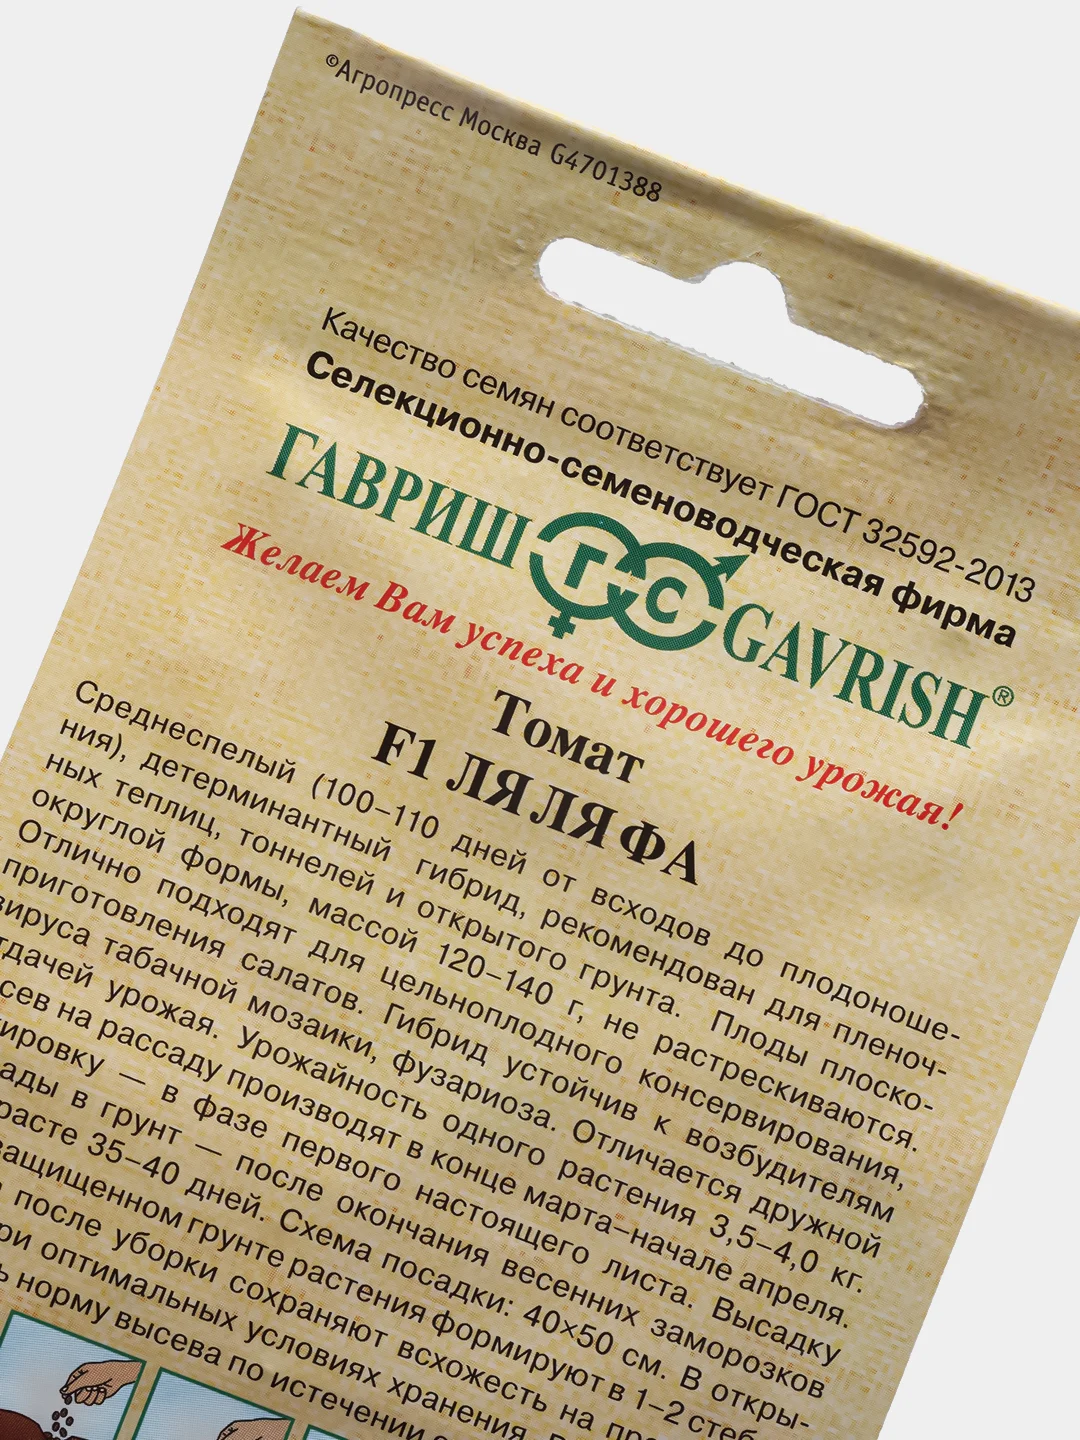 ©Агропресс Москва G4701388
Качество семян соответствует ГОСТ 32592-2013
Селекционно-семеноводческая фирма
ГАВРИШ ГС GAVRISH®
Желаем Вам успеха и хорошего урожая!
Томат
F1 ЛЯ ЛЯ ФА
Среднеспелый (100–110 дней от всходов до плодоноше-
ния), детерминантный гибрид, рекомендован для пленоч-
ных теплиц, тоннелей и открытого грунта. Плоды плоско-
округлой формы, массой 120–140 г, не растрескиваются.
Отлично подходят для цельноплодного консервирования,
приготовления салатов. Гибрид устойчив к возбудителям
вируса табачной мозаики, фузариоза. Отличается дружной
тдачей урожая. Урожайность одного растения 3,5–4,0 кг.
сев на рассаду производят в конце марта–начале апреля.
ировку — в фазе первого настоящего листа. Высадку
ады в грунт — после окончания весенних заморозков
расте 35–40 дней. Схема посадки: 40×50 см. В откры-
защищенном грунте растения формируют в 1–2 стеб
после уборки сохраняют всхожесть на
ри оптимальных условиях хранения.
ь норму высева по истечении